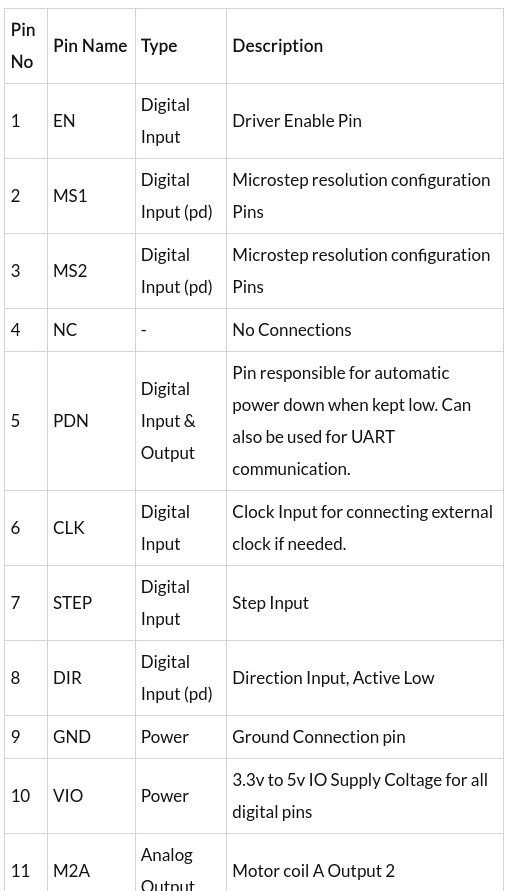 Pin No Pin Name Type Description
1 EN Digital Input Driver Enable Pin
2 MS1 Digital Input (pd) Microstep resolution configuration Pins
3 MS2 Digital Input (pd) Microstep resolution configuration Pins
4 NC - No Connections
5 PDN Digital Input & Output Pin responsible for automatic power down when kept low. Can also be used for UART communication.
6 CLK Digital Input Clock Input for connecting external clock if needed.
7 STEP Digital Input Step Input
8 DIR Digital Input (pd) Direction Input, Active Low
9 GND Power Ground Connection pin
10 VIO Power 3.3v to 5v IO Supply Coltage for all digital pins
11 M2A Analog Output Motor coil A Output 2